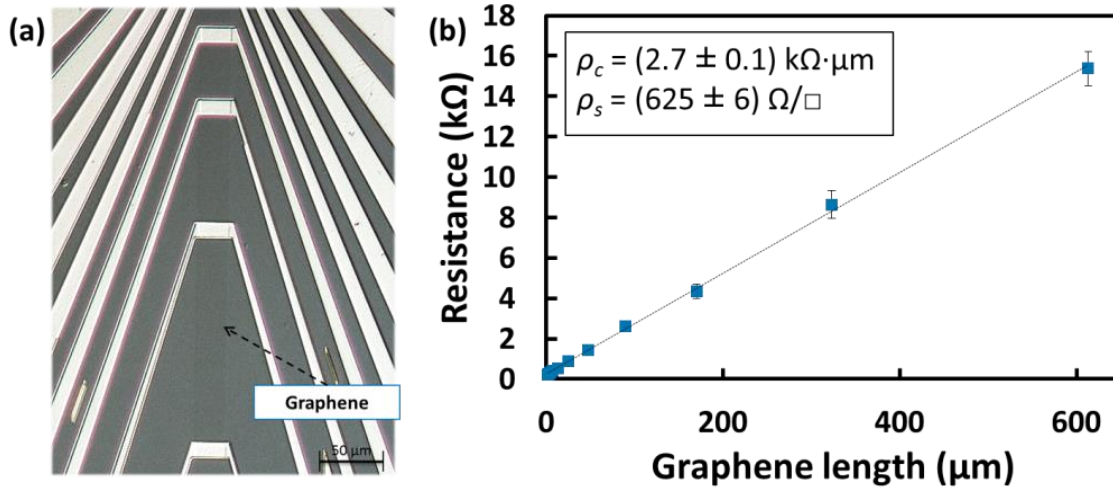 (a)
Graphene
50 μm
(b)
ρc = (2.7 ± 0.1) kΩ·μm
ρs = (625 ± 6) Ω/□
Resistance (kΩ)
18
16
14
12
10
8
6
4
2
0
0
200
400
600
Graphene length (μm)